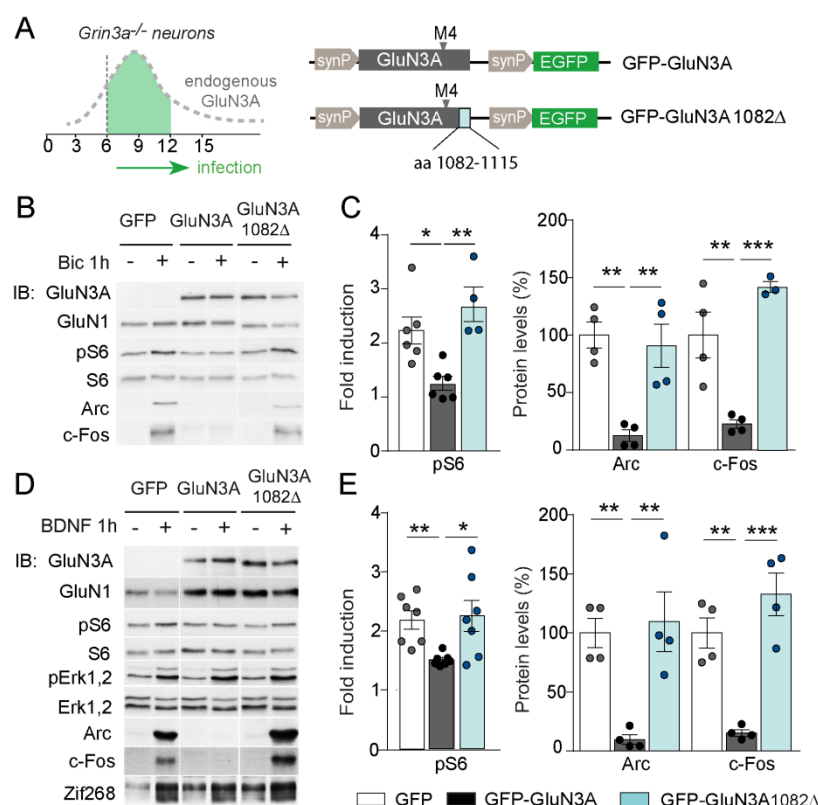 A
Grin3a-/- neurons
endogenous
GluN3A
0 3 6 9 12 15
infection
M4
synP GluN3A synP EGFP GFP-GluN3A
M4
synP GluN3A synP EGFP GFP-GluN3A1082Δ
aa 1082-1115
B
GFP GluN3A GluN3A
1082Δ
Bic 1h - + - + - +
IB: GluN3A
GluN1
pS6
S6
Arc
c-Fos
C
* **
4
3
2
1
0
Fold induction
pS6
** ** ** ***
200
150
100
50
0
Protein levels (%)
Arc c-Fos
D
GFP GluN3A GluN3A
1082Δ
BDNF 1h - + - + - +
IB: GluN3A
GluN1
pS6
S6
pErk1,2
Erk1,2
Arc
c-Fos
Zif268
E
** *
4
3
2
1
0
Fold induction
pS6
** ** ** ***
200
150
100
50
0
Protein levels (%)
Arc c-Fos
GFP GFP-GluN3A GFP-GluN3A1082Δ